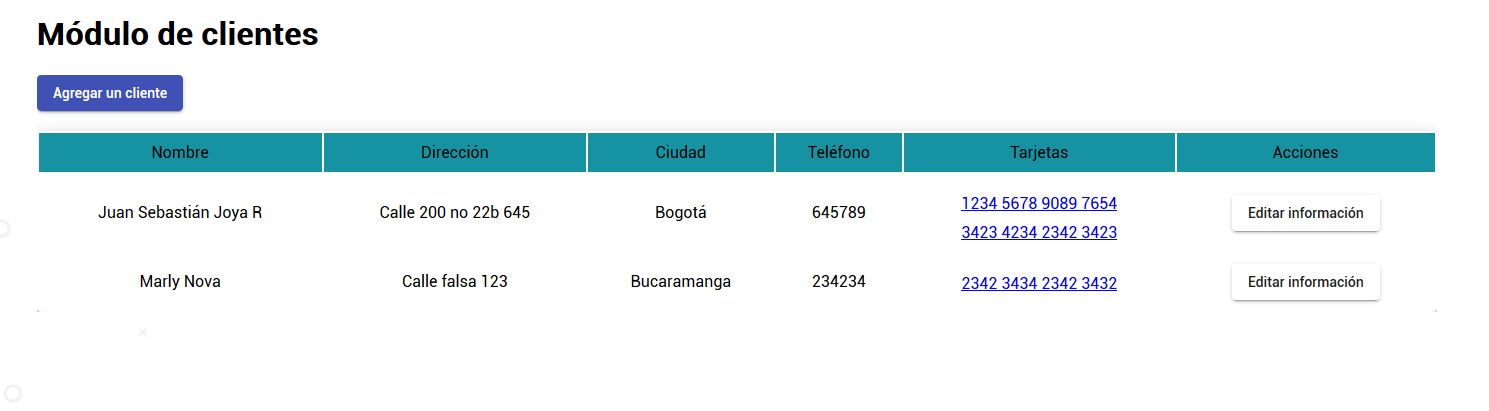 Módulo de clientes
Agregar un cliente
Nombre Dirección Ciudad Teléfono Tarjetas Acciones
Juan Sebastián Joya R Calle 200 no 22b 645 Bogotá 645789 1234 5678 9089 7654 Editar información
3423 4234 2342 3423
Marly Nova Calle falsa 123 Bucaramanga 234234 2342 3434 2342 3432 Editar información